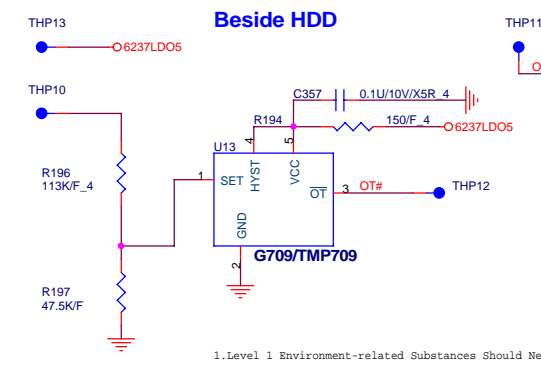 Beside HDD
THP13
THP11
6237LDO5
O
THP10
C357
0.1U/10V/X5R_4
R194
150/F_4
6237LDO5
U13
4
5
R196
113K/F_4
1
SET
HYST
VCC
OT
3
OT#
THP12
GND
2
G709/TMP709
R197
47.5K/F
1.Level 1 Environment-related Substances Should Ne